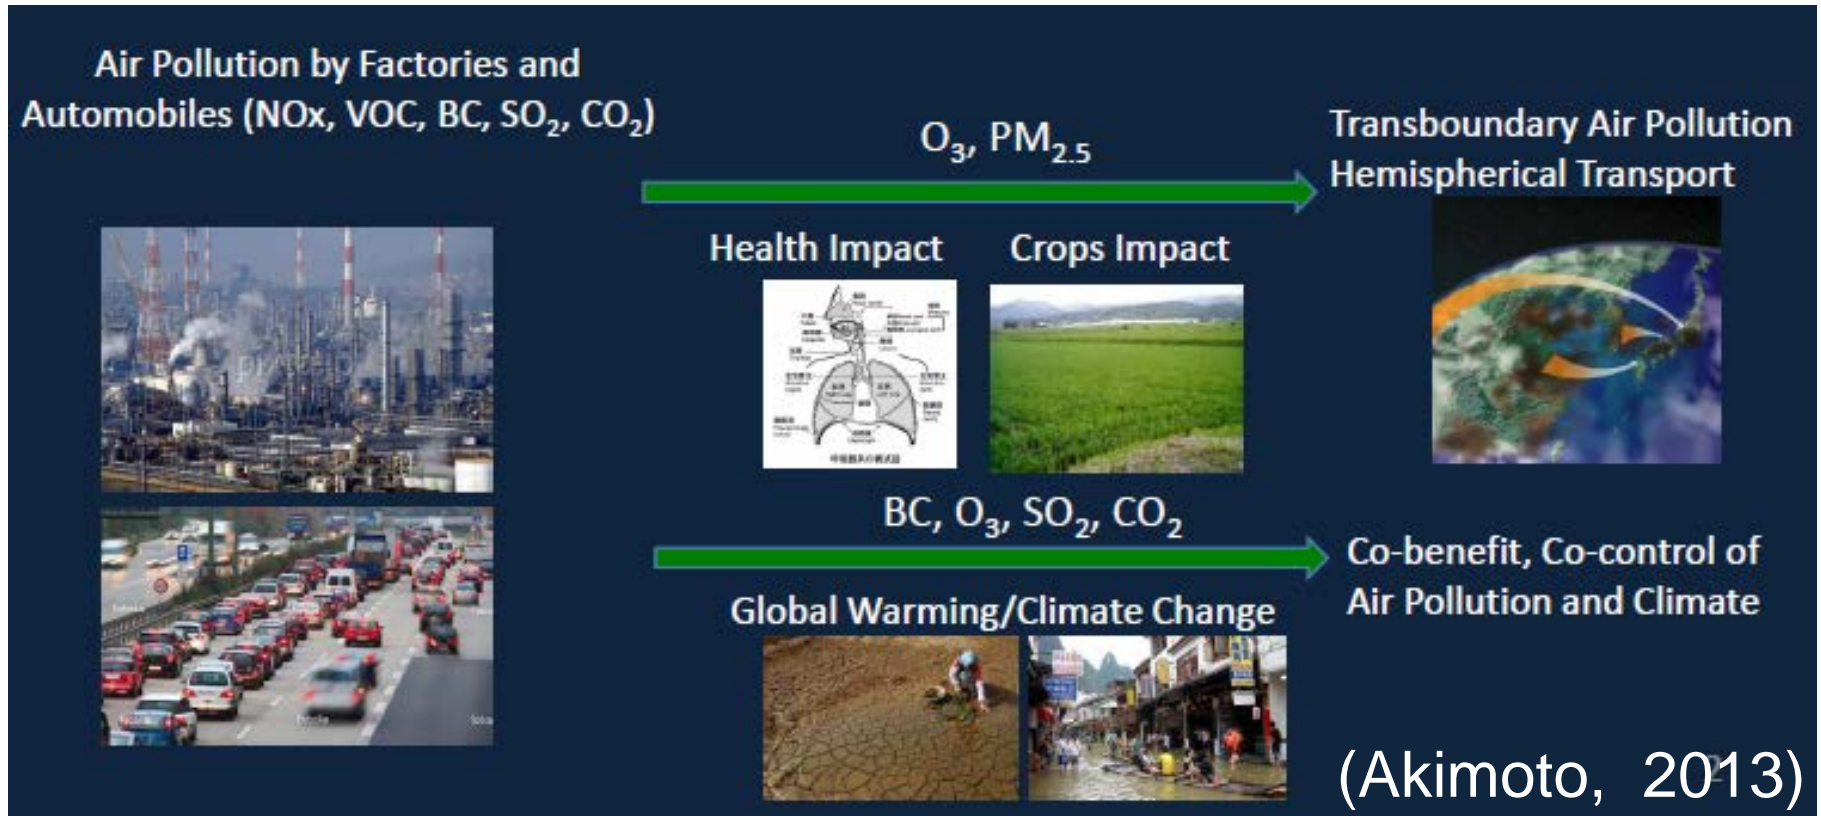 Air Pollution by Factories and
Automobiles (NOx, VOC, BC, SO₂, CO₂)
O₃, PM₂.₅
Transboundary Air Pollution
Hemispherical Transport
Health Impact
Crops Impact
BC, O₃, SO₂, CO₂
Co-benefit, Co-control of
Air Pollution and Climate
Global Warming/Climate Change
(Akimoto, 2013)
2